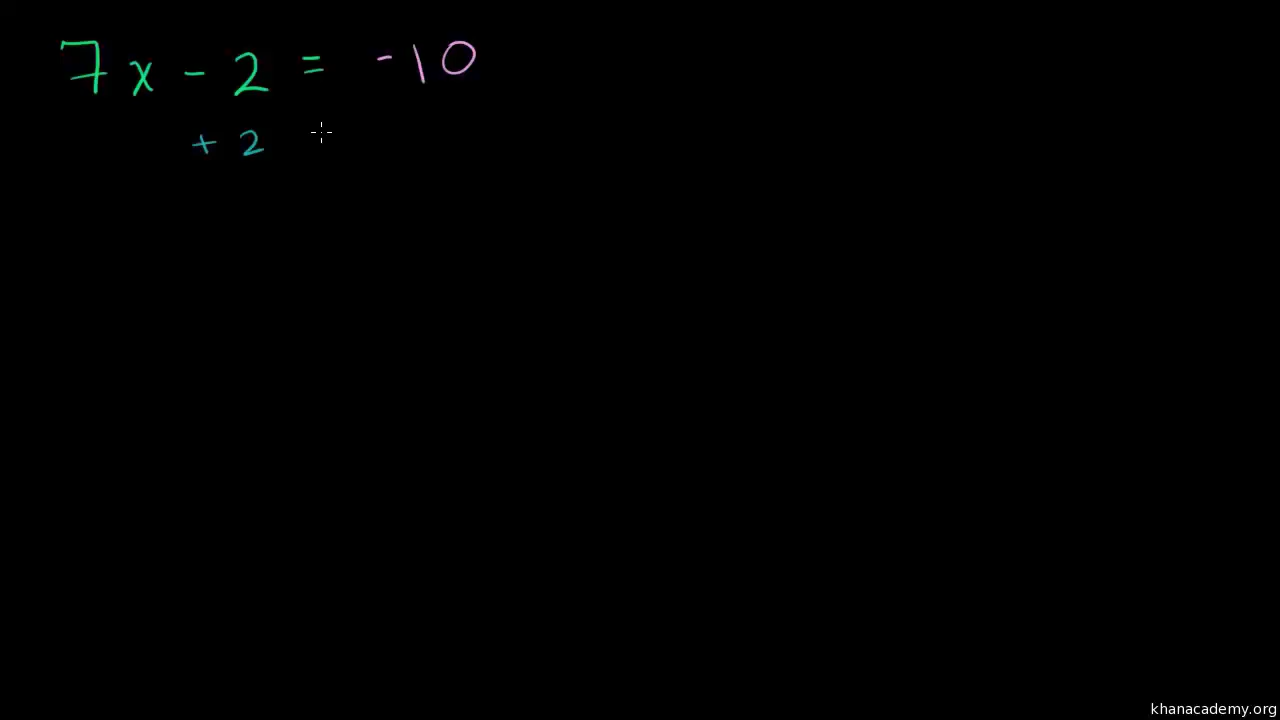 7x - 2 = -10
+ 2
khanacademy.org